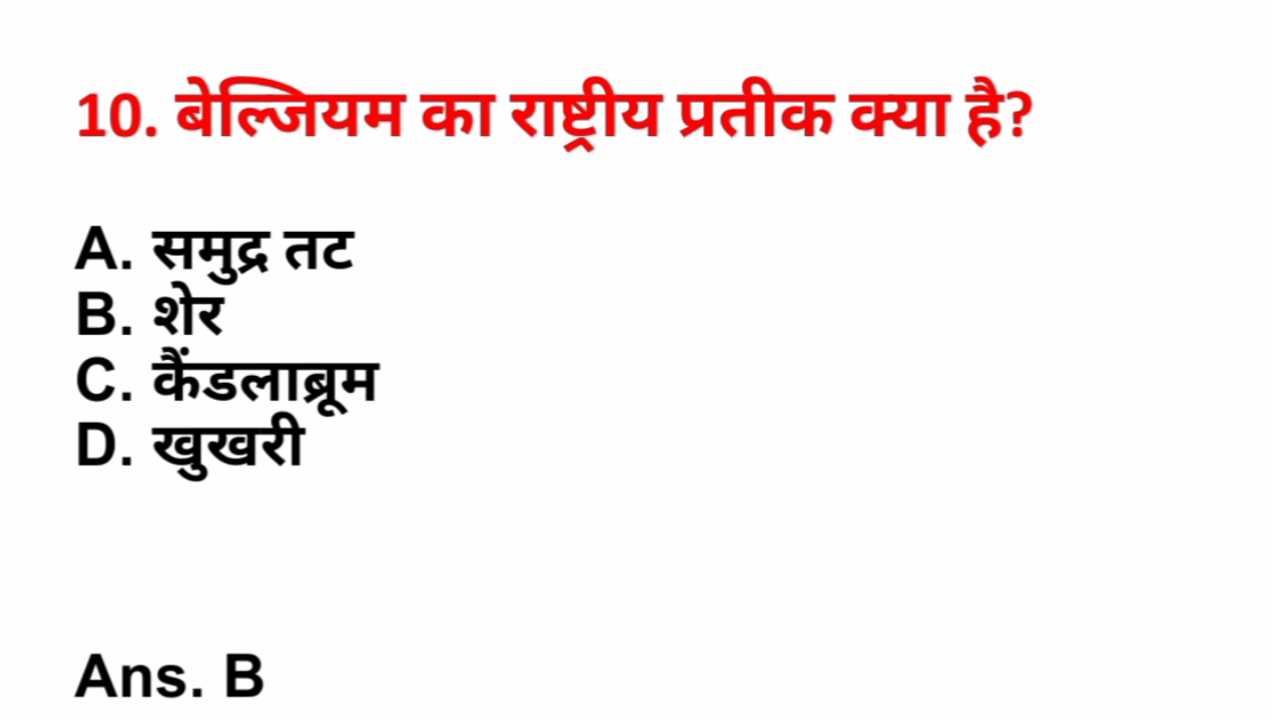 10. बेल्जियम का राष्ट्रीय प्रतीक क्या है?
A. समुद्र तट
B. शेर
C. कैंडलाब्रूम
D. खुखरी
Ans. B